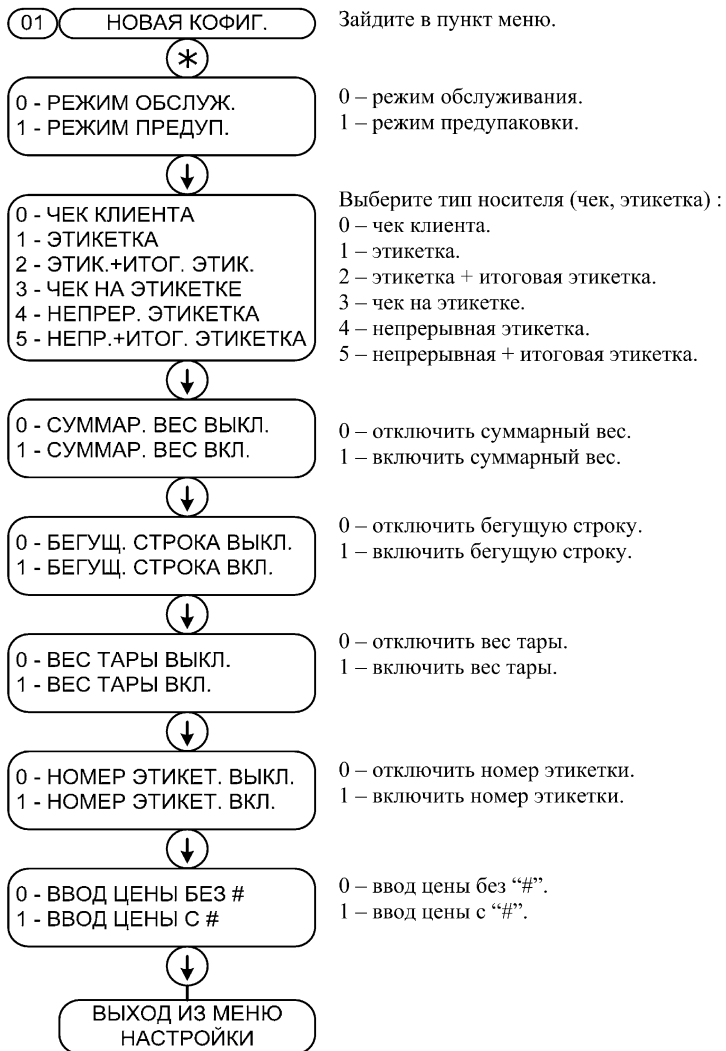 01 НОВАЯ КОФИГ.
Зайдите в пункт меню.
*
0 - РЕЖИМ ОБСЛУЖ.
1 - РЕЖИМ ПРЕДУП.
0 – режим обслуживания.
1 – режим предупаковки.
0 - ЧЕК КЛИЕНТА
1 - ЭТИКЕТКА
2 - ЭТИК.+ИТОГ. ЭТИК.
3 - ЧЕК НА ЭТИКЕТКЕ
4 - НЕПРЕР. ЭТИКЕТКА
5 - НЕПР.+ИТОГ. ЭТИКЕТКА
Выберите тип носителя (чек, этикетка) :
0 – чек клиента.
1 – этикетка.
2 – этикетка + итоговая этикетка.
3 – чек на этикетке.
4 – непрерывная этикетка.
5 – непрерывная + итоговая этикетка.
0 - СУММАР. ВЕС ВЫКЛ.
1 - СУММАР. ВЕС ВКЛ.
0 – отключить суммарный вес.
1 – включить суммарный вес.
0 - БЕГУЩ. СТРОКА ВЫКЛ.
1 - БЕГУЩ. СТРОКА ВКЛ.
0 – отключить бегущую строку.
1 – включить бегущую строку.
0 - ВЕС ТАРЫ ВЫКЛ.
1 - ВЕС ТАРЫ ВКЛ.
0 – отключить вес тары.
1 – включить вес тары.
0 - НОМЕР ЭТИКЕТ. ВЫКЛ.
1 - НОМЕР ЭТИКЕТ. ВКЛ.
0 – отключить номер этикетки.
1 – включить номер этикетки.
0 - ВВОД ЦЕНЫ БЕЗ #
1 - ВВОД ЦЕНЫ С #
0 – ввод цены без “#”.
1 – ввод цены с “#”.
ВЫХОД ИЗ МЕНЮ
НАСТРОЙКИ